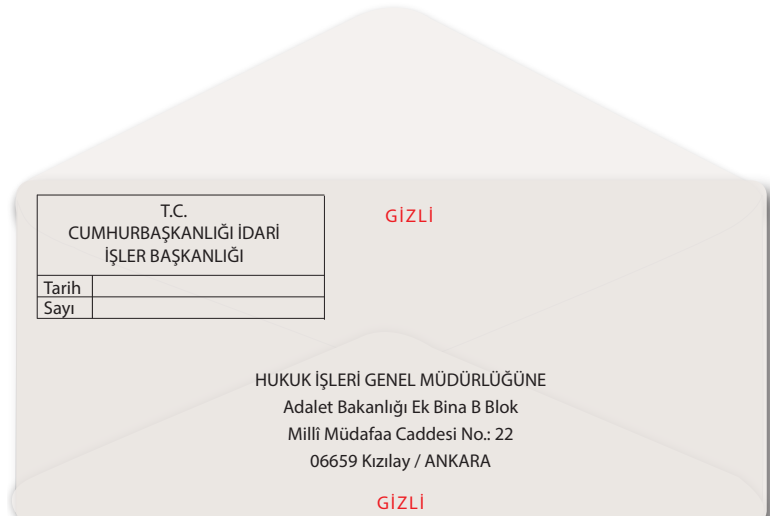 T.C.
CUMHURBAŞKANLIĞI İDARİ
İŞLER BAŞKANLIĞI
Tarih
Sayı
GİZLİ
HUKUK İŞLERİ GENEL MÜDÜRLÜĞÜNE
Adalet Bakanlığı Ek Bina B Blok
Millî Müdafaa Caddesi No.: 22
06659 Kızılay / ANKARA
GİZLİ